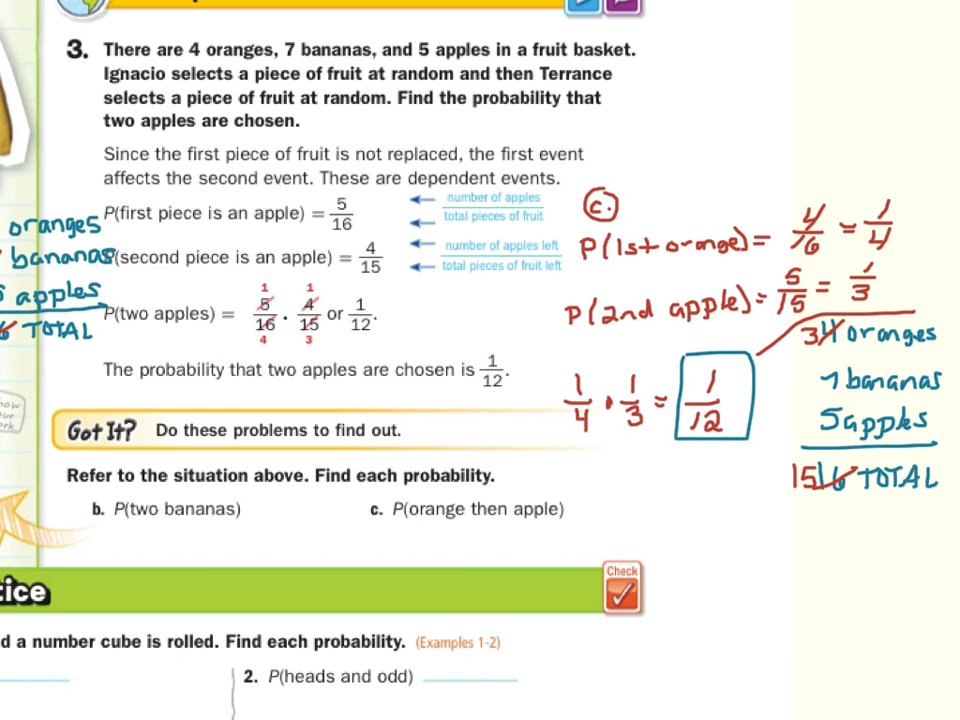 3. There are 4 oranges, 7 bananas, and 5 apples in a fruit basket.
Ignacio selects a piece of fruit at random and then Terrance
selects a piece of fruit at random. Find the probability that
two apples are chosen.
Since the first piece of fruit is not replaced, the first event
affects the second event. These are dependent events.
P(first piece is an apple) = 5/16
number of apples
total pieces of fruit
P(second piece is an apple) = 4/15
number of apples left
total pieces of fruit left
1 1
P(two apples) = 5/16 · 4/15 or 1/12.
4 3
The probability that two apples are chosen is 1/12.
Got It? Do these problems to find out.
Refer to the situation above. Find each probability.
b. P(two bananas)
c. P(orange then apple)
tice
Check
d a number cube is rolled. Find each probability. (Examples 1-2)
2. P(heads and odd)
oranges
bananas
apples
TOTAL
c.
P(1st orange) = 4/16 = 1/4
P(2nd apple) = 5/15 = 1/3
1/4 · 1/3 = 1/12
3 4 oranges
7 bananas
5 apples
15 16 TOTAL